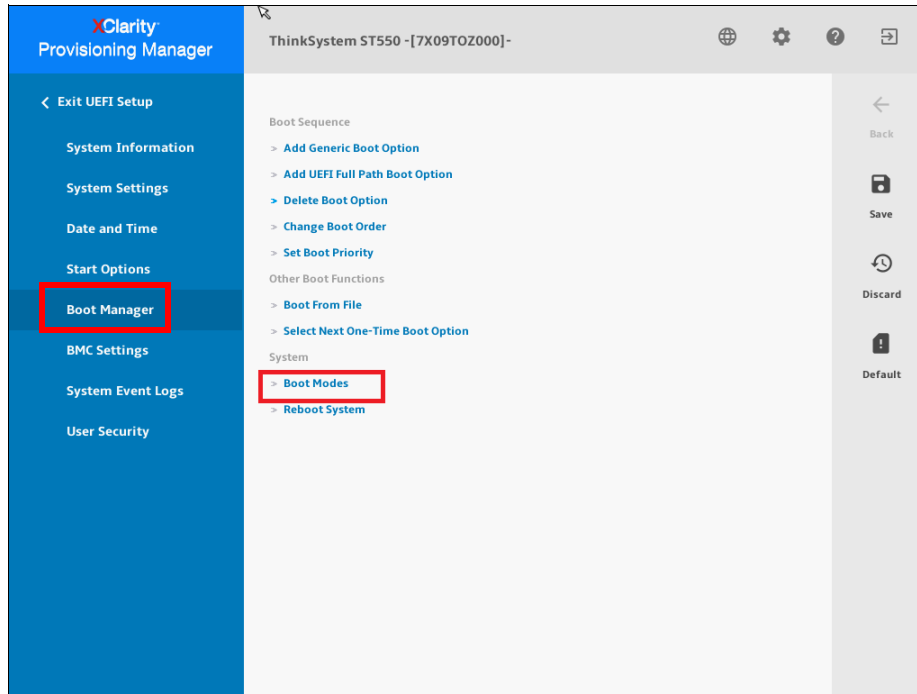 XClarity
Provisioning Manager
ThinkSystem ST550 -[7X09TOZ000]-
Exit UEFI Setup
System Information
System Settings
Date and Time
Start Options
Boot Manager
BMC Settings
System Event Logs
User Security
Boot Sequence
> Add Generic Boot Option
> Add UEFI Full Path Boot Option
> Delete Boot Option
> Change Boot Order
> Set Boot Priority
Other Boot Functions
> Boot From File
> Select Next One-Time Boot Option
System
> Boot Modes
> Reboot System
Back
Save
Discard
Default